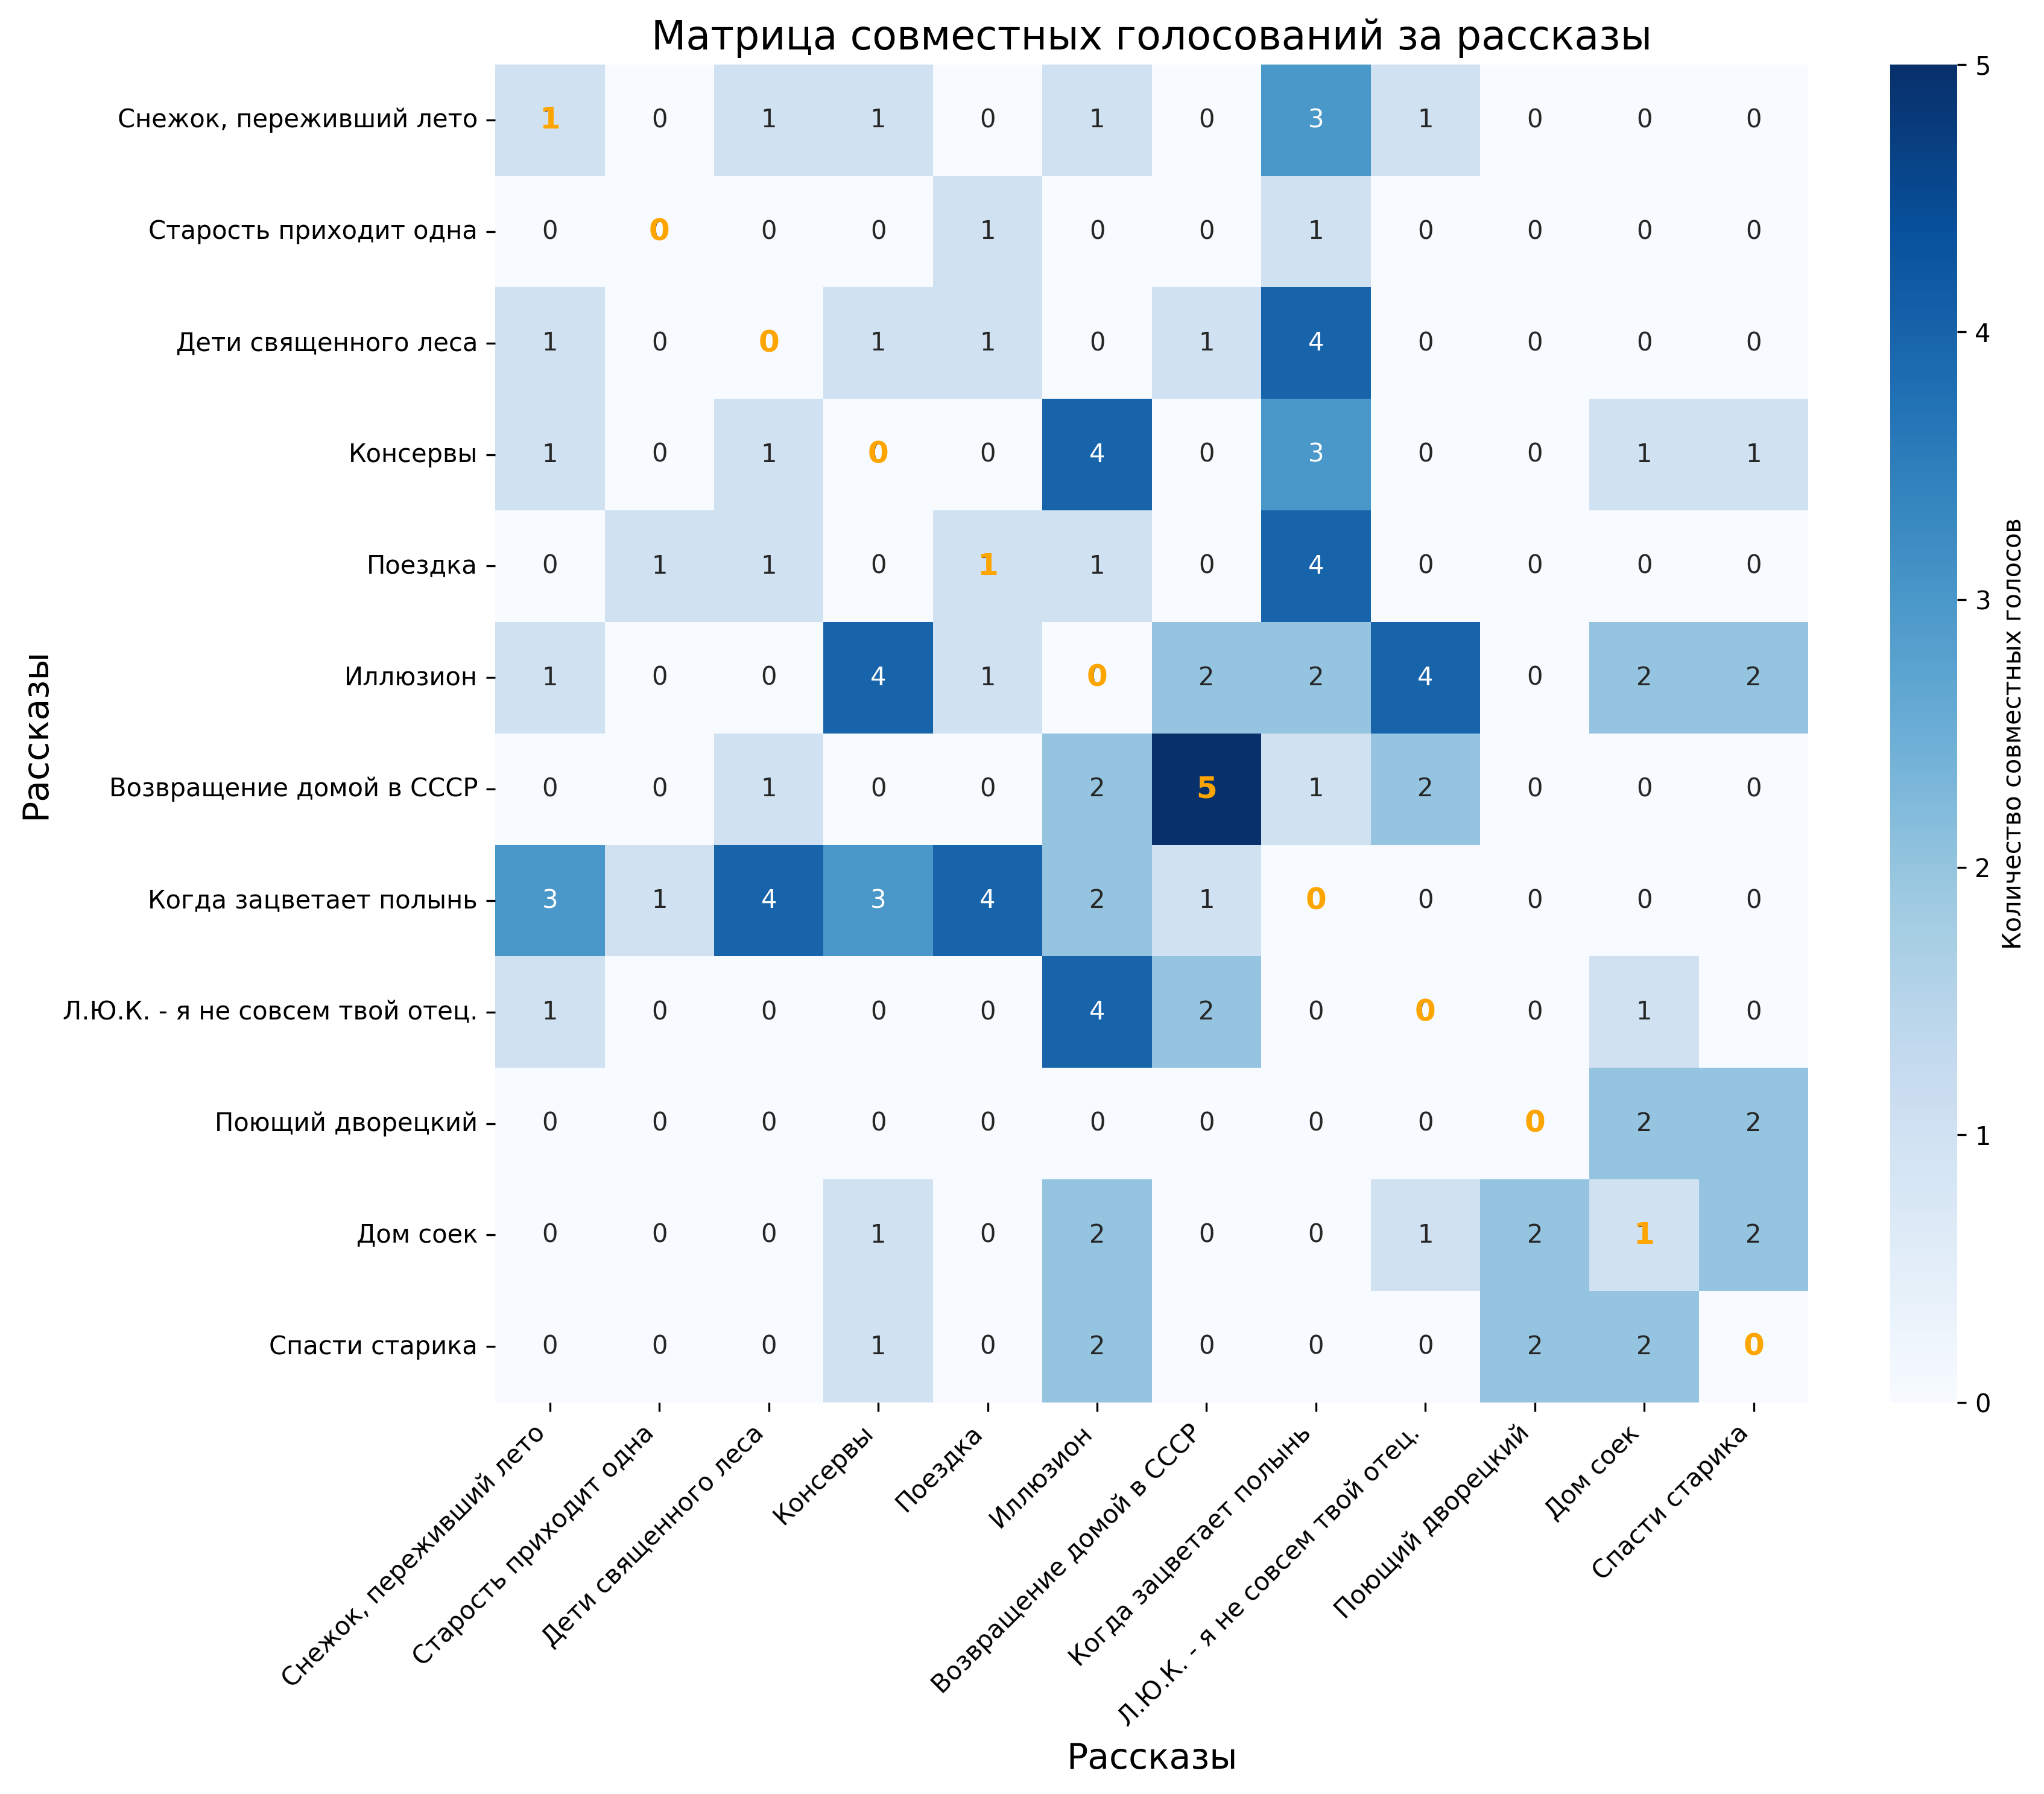 Матрица совместных голосований за рассказы
Снежок, переживший лето 1 0 1 1 0 1 0 3 1 0 0 0
Старость приходит одна 0 0 0 0 1 0 0 1 0 0 0 0
Дети священного леса 1 0 0 1 1 0 1 4 0 0 0 0
Консервы 1 0 1 0 0 4 0 3 0 0 1 1
Поездка 0 1 1 0 1 1 0 4 0 0 0 0
Иллюзион 1 0 0 4 1 0 2 2 4 0 2 2
Возвращение домой в СССР 0 0 1 0 0 2 5 1 2 0 0 0
Когда зацветает полынь 3 1 4 3 4 2 1 0 0 0 0 0
Л.Ю.К. - я не совсем твой отец. 1 0 0 0 0 4 2 0 0 0 1 0
Поющий дворецкий 0 0 0 0 0 0 0 0 0 0 2 2
Дом соек 0 0 0 1 0 2 0 0 1 2 1 2
Спасти старика 0 0 0 1 0 2 0 0 0 2 2 0
Рассказы
Снежок, переживший лето
Старость приходит одна
Дети священного леса
Консервы
Поездка
Иллюзион
Возвращение домой в СССР
Когда зацветает полынь
Л.Ю.К. - я не совсем твой отец.
Поющий дворецкий
Дом соек
Спасти старика
Рассказы
5
4
3
2
1
0
Количество совместных голосов